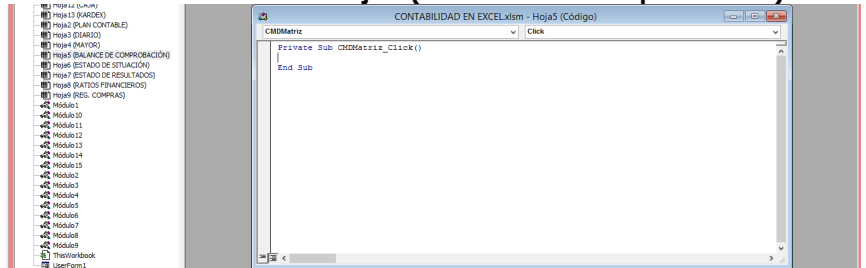 Hoja12 (CAJA)
Hoja13 (KARDEX)
Hoja2 (PLAN CONTABLE)
Hoja3 (DIARIO)
Hoja4 (MAYOR)
Hoja5 (BALANCE DE COMPROBACIÓN)
Hoja6 (ESTADO DE SITUACIÓN)
Hoja7 (ESTADO DE RESULTADOS)
Hoja8 (RATIOS FINANCIEROS)
Hoja9 (REG. COMPRAS)
Módulo1
Módulo10
Módulo11
Módulo12
Módulo13
Módulo14
Módulo15
Módulo2
Módulo3
Módulo4
Módulo5
Módulo6
Módulo7
Módulo8
Módulo9
ThisWorkbook
UserForm1
CONTABILIDAD EN EXCEL.xlsm - Hoja5 (Código)
CMDMatriz
Click
Private Sub CMDMatriz_Click()
End Sub